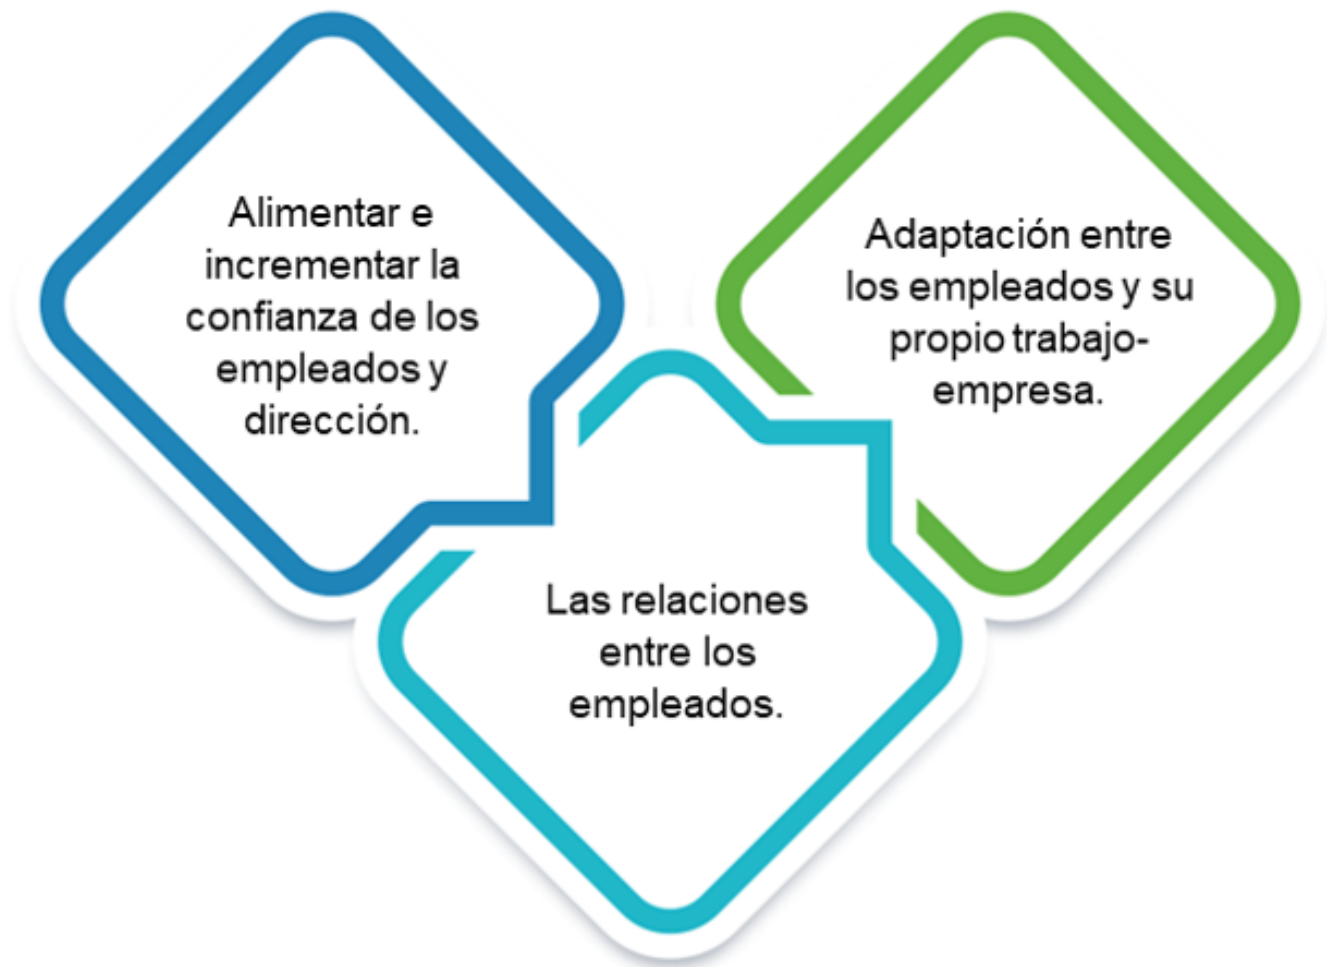 Alimentar e
incrementar la
confianza de los
empleados y
dirección.
Adaptación entre
los empleados y su
propio trabajo-
empresa.
Las relaciones
entre los
empleados.